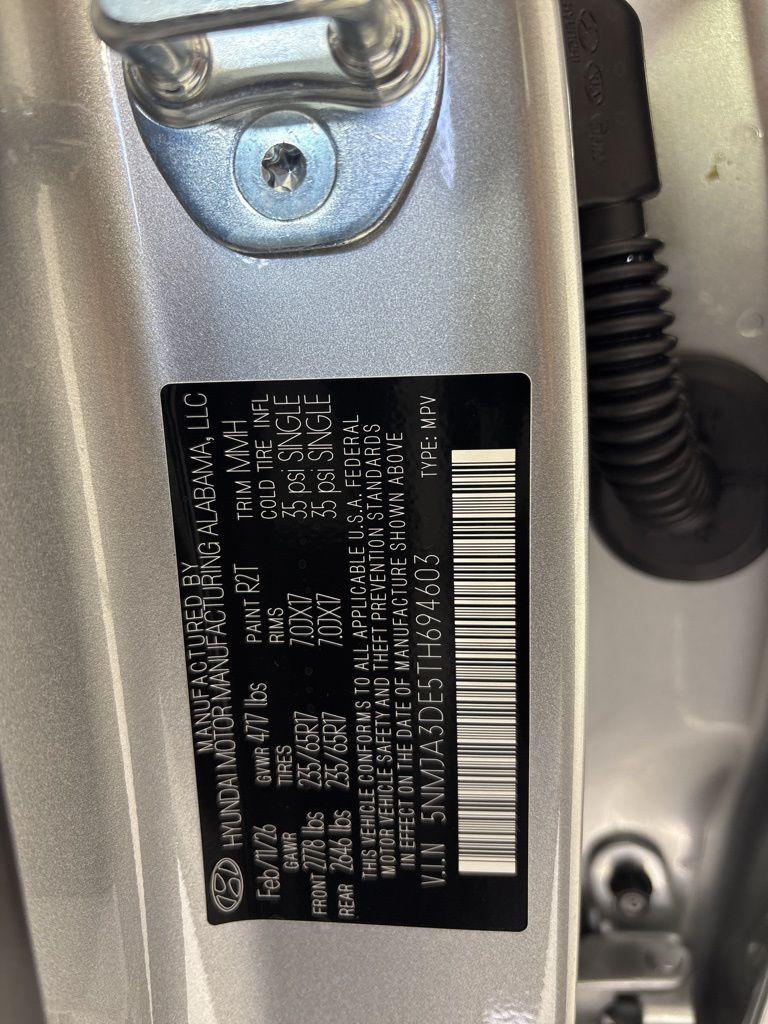 MANUFACTURED BY
HYUNDAI MOTOR MANUFACTURING ALABAMA, LLC
Feb/11/26 GVWR 4717 lbs PAINT R2T TRIM MMH
GAWR TIRES RIMS COLD TIRE INFL
FRONT 2778 lbs 235/65R17 7.0JX17 35 psi SINGLE
REAR 2646 lbs 235/65R17 7.0JX17 35 psi SINGLE
THIS VEHICLE CONFORMS TO ALL APPLICABLE U.S.A. FEDERAL
MOTOR VEHICLE SAFETY AND THEFT PREVENTION STANDARDS
IN EFFECT ON THE DATE OF MANUFACTURE SHOWN ABOVE
V.I.N 5NMJA3DE5TH694603 TYPE: MPV